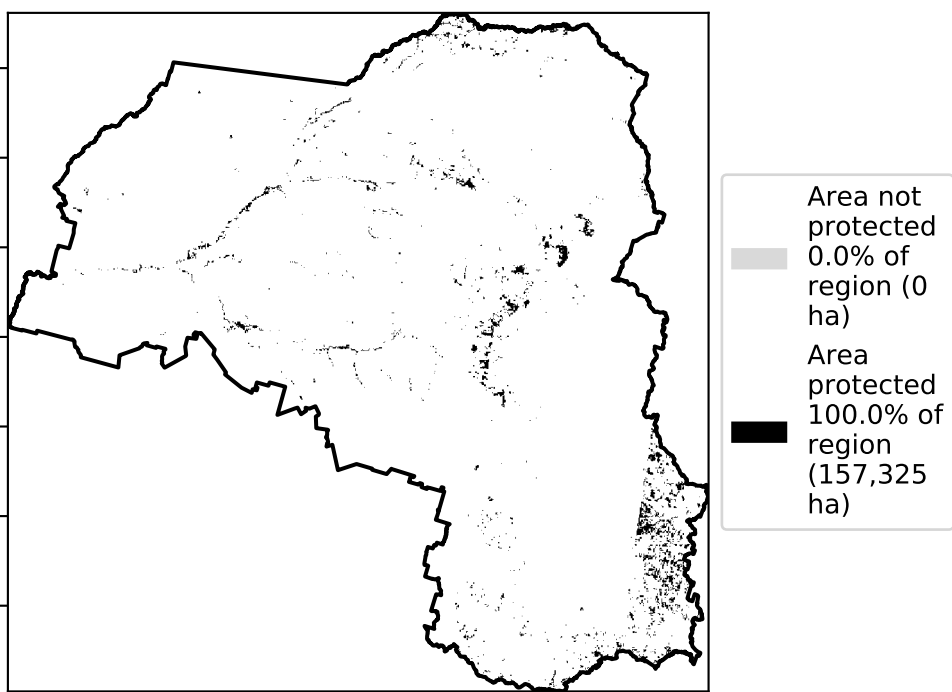 Area not
protected
0.0% of
region (0
ha)
Area
protected
100.0% of
region
(157,325
ha)